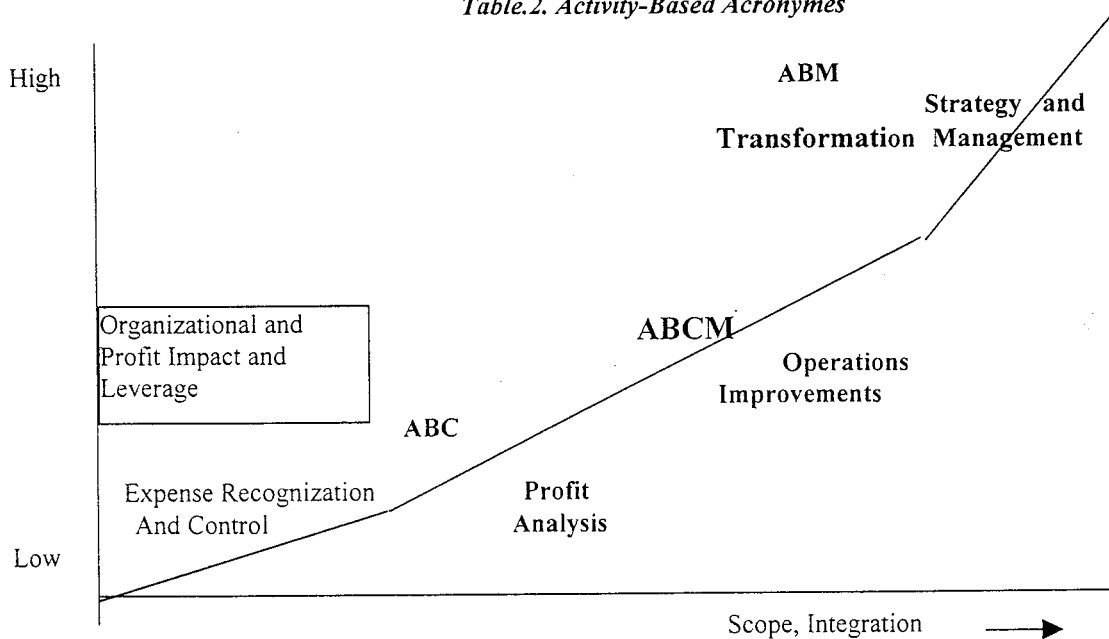 Table.2. Activity-Based Acronymes
High
ABM
Strategy and
Transformation Management
Organizational and
Profit Impact and
Leverage
ABCM
Operations
Improvements
ABC
Expense Recognization
And Control
Profit
Analysis
Low
Scope, Integration